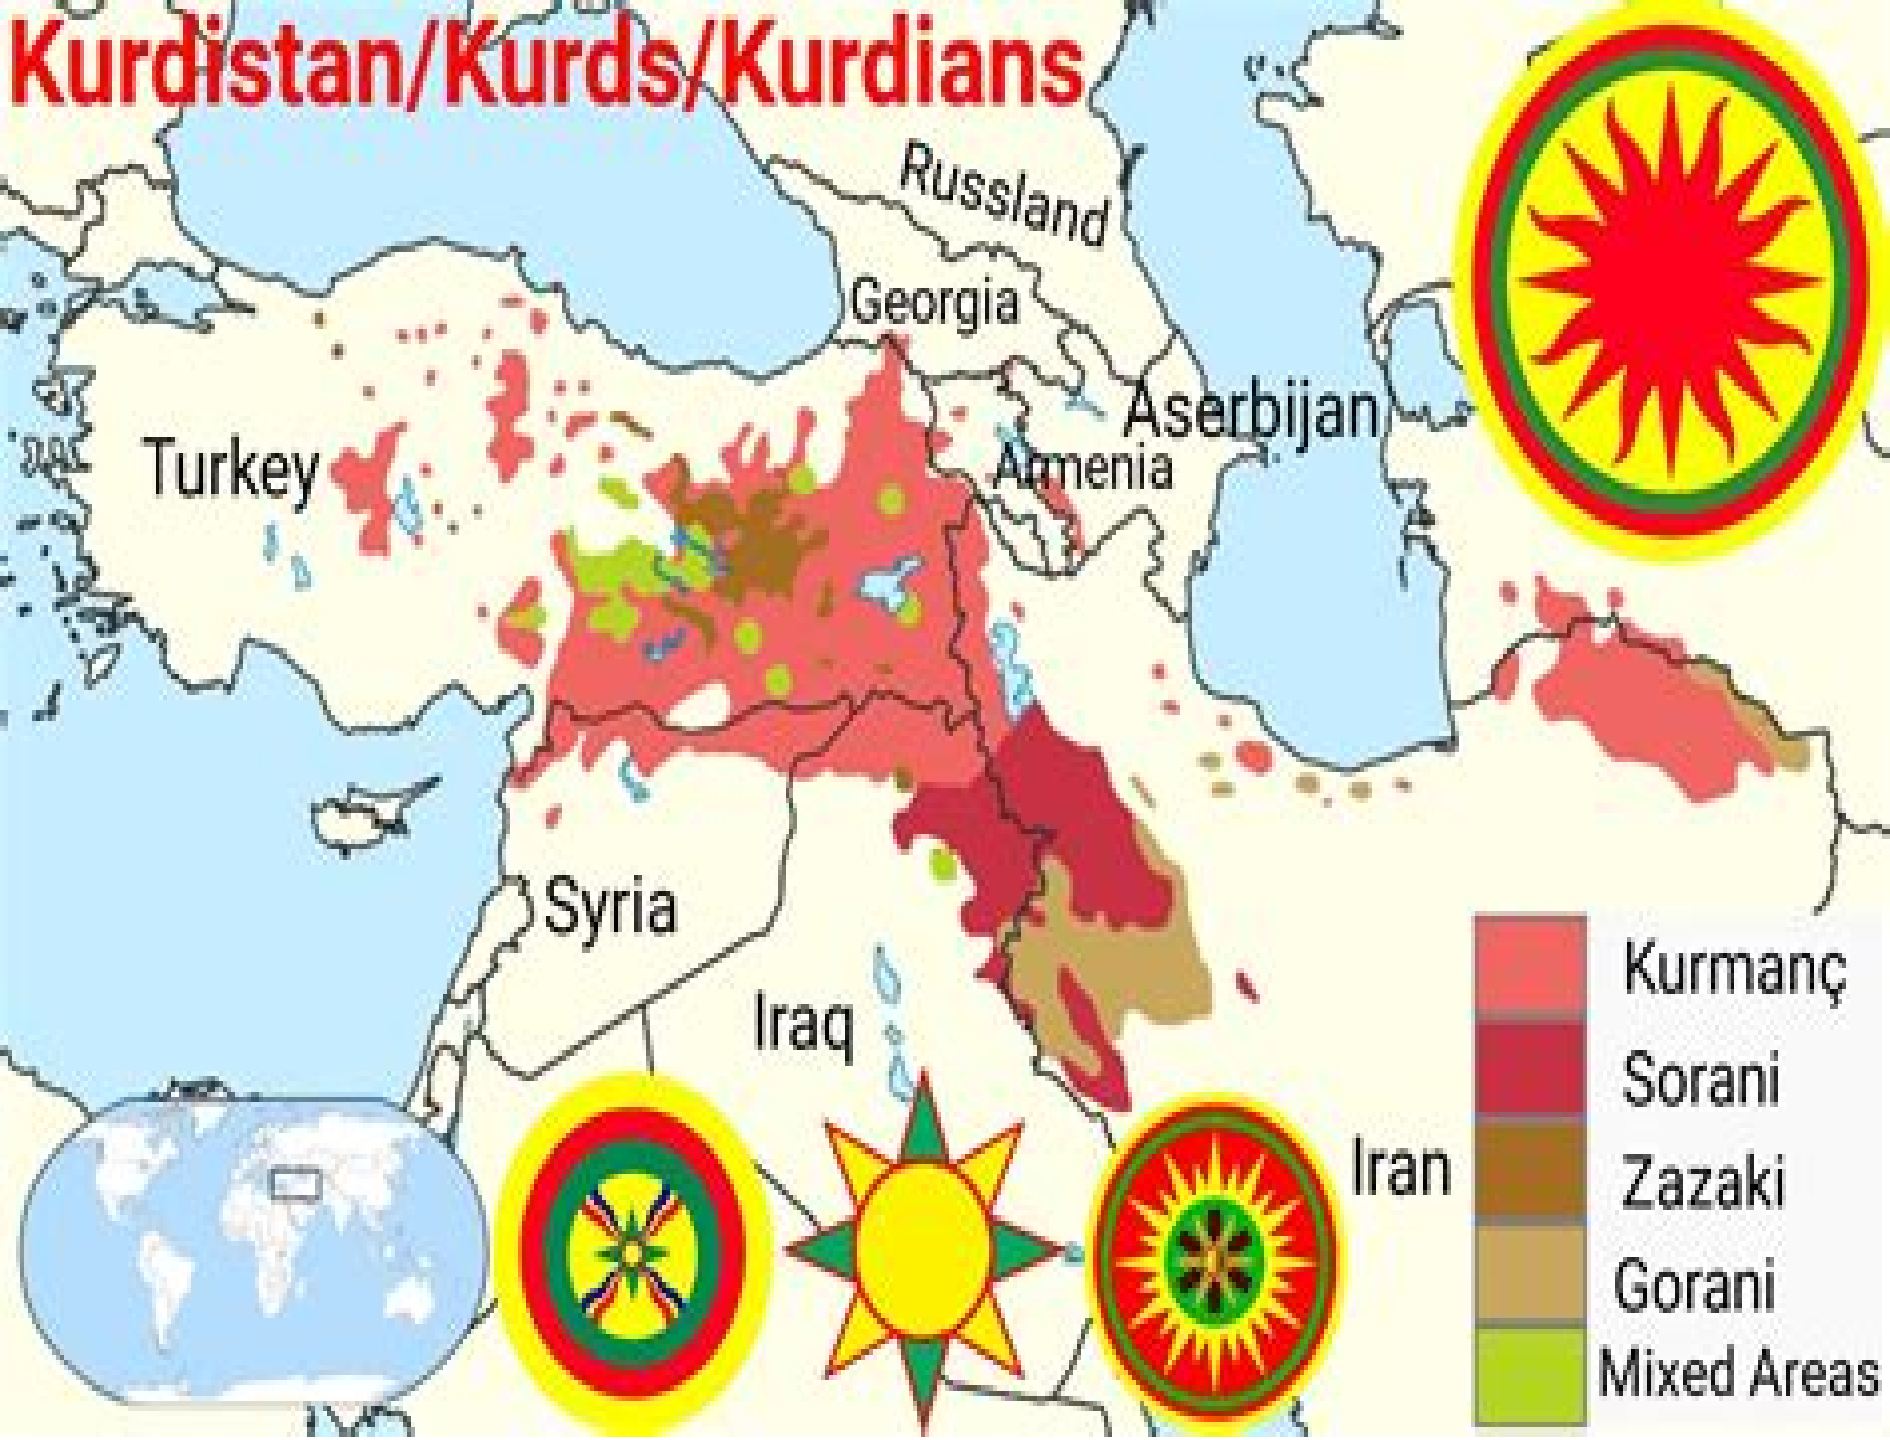 Kurdistan/Kurds/Kurdians
Russland
Georgia
Aserbijan
Armenia
Turkey
Syria
Iraq
Iran
Kurmanç
Sorani
Zazaki
Gorani
Mixed Areas